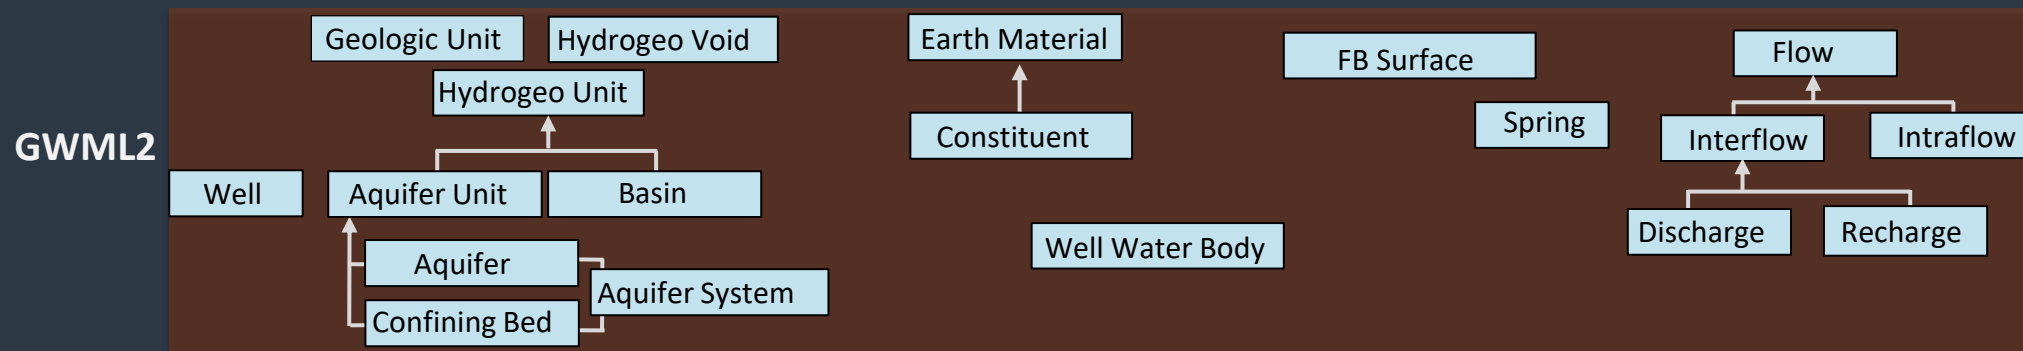 Geologic Unit
Hydrogeo Void
Earth Material
FB Surface
Flow
Hydrogeo Unit
Spring
Constituent
Interflow
Intraflow
GWML2
Well
Aquifer Unit
Basin
Discharge
Recharge
Well Water Body
Aquifer
Aquifer System
Confining Bed